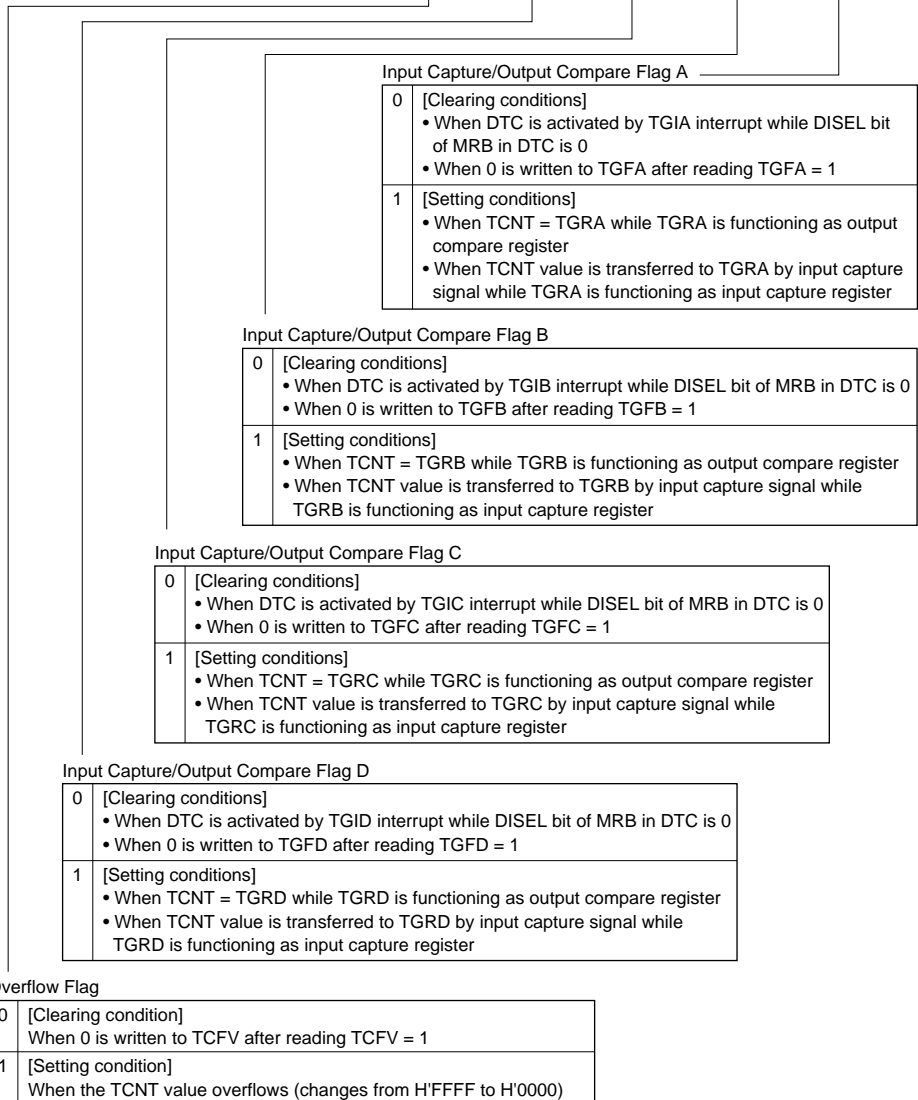 Input Capture/Output Compare Flag A
0 [Clearing conditions]
• When DTC is activated by TGIA interrupt while DISEL bit
of MRB in DTC is 0
• When 0 is written to TGFA after reading TGFA = 1
1 [Setting conditions]
• When TCNT = TGRA while TGRA is functioning as output
compare register
• When TCNT value is transferred to TGRA by input capture
signal while TGRA is functioning as input capture register
Input Capture/Output Compare Flag B
0 [Clearing conditions]
• When DTC is activated by TGIB interrupt while DISEL bit of MRB in DTC is 0
• When 0 is written to TGFB after reading TGFB = 1
1 [Setting conditions]
• When TCNT = TGRB while TGRB is functioning as output compare register
• When TCNT value is transferred to TGRB by input capture signal while
TGRB is functioning as input capture register
Input Capture/Output Compare Flag C
0 [Clearing conditions]
• When DTC is activated by TGIC interrupt while DISEL bit of MRB in DTC is 0
• When 0 is written to TGFC after reading TGFC = 1
1 [Setting conditions]
• When TCNT = TGRC while TGRC is functioning as output compare register
• When TCNT value is transferred to TGRC by input capture signal while
TGRC is functioning as input capture register
Input Capture/Output Compare Flag D
0 [Clearing conditions]
• When DTC is activated by TGID interrupt while DISEL bit of MRB in DTC is 0
• When 0 is written to TGFD after reading TGFD = 1
1 [Setting conditions]
• When TCNT = TGRD while TGRD is functioning as output compare register
• When TCNT value is transferred to TGRD by input capture signal while
TGRD is functioning as input capture register
verflow Flag
0 [Clearing condition]
When 0 is written to TCFV after reading TCFV = 1
1 [Setting condition]
When the TCNT value overflows (changes from H'FFFF to H'0000)